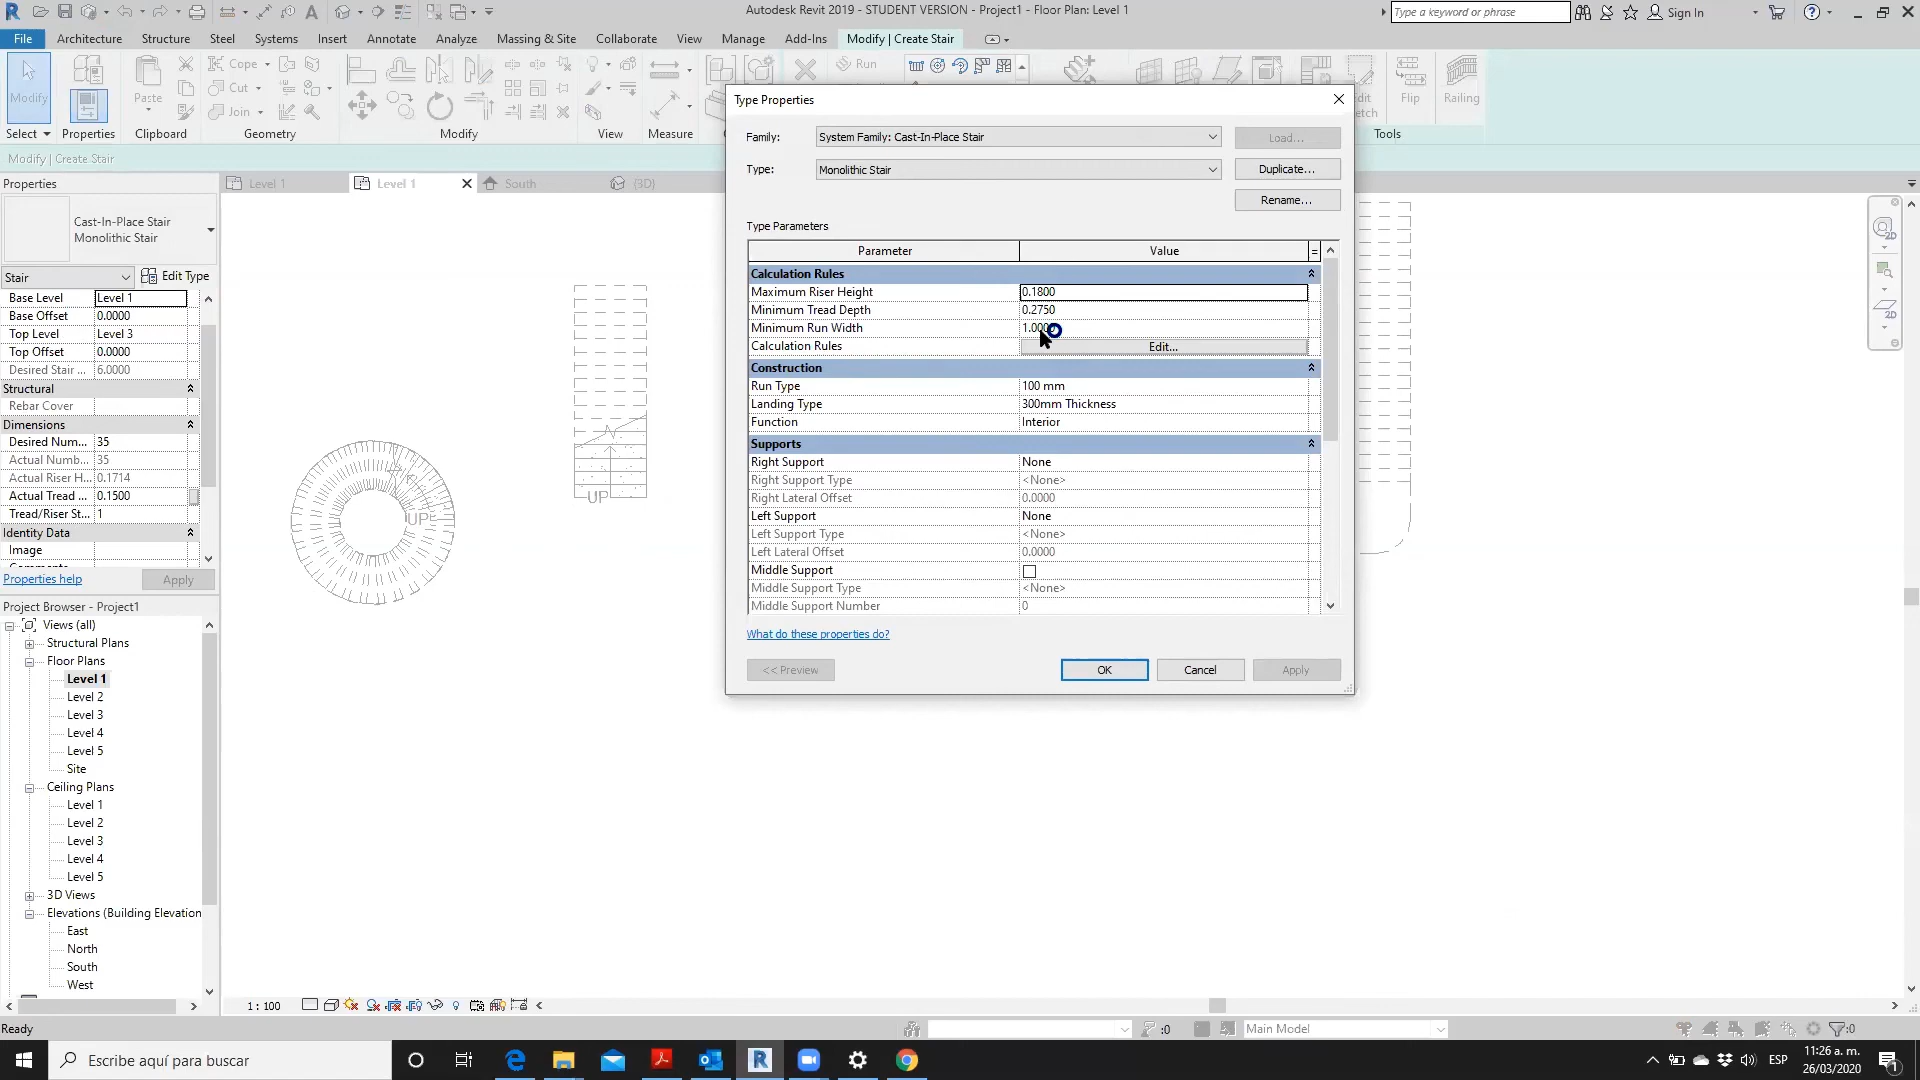 Autodesk Revit 2019 - STUDENT VERSION - Project1 - Floor Plan: Level 1
Type a keyword or phrase
Sign In
File
Architecture
Structure
Steel
Systems
Insert
Annotate
Analyze
Massing & Site
Collaborate
View
Manage
Add-Ins
Modify | Create Stair
Modify
Paste
Cope
Cut
Join
Run
Flip
Railing
Select
Properties
Clipboard
Geometry
Modify
View
Measure
Tools
Modify | Create Stair
Properties
Level 1
Level 1
South
{3D}
Cast-In-Place Stair
Monolithic Stair
Stair
Edit Type
Base Level Level 1
Base Offset 0.0000
Top Level Level 3
Top Offset 0.0000
Desired Stair ... 6.0000
Structural
Rebar Cover
Dimensions
Desired Num... 35
Actual Numb... 35
Actual Riser H... 0.1714
Actual Tread ... 0.1500
Tread/Riser St... 1
Identity Data
Image
Properties help
Apply
Project Browser - Project1
Views (all)
Structural Plans
Floor Plans
Level 1
Level 2
Level 3
Level 4
Level 5
Site
Ceiling Plans
Level 1
Level 2
Level 3
Level 4
Level 5
3D Views
Elevations (Building Elevation
East
North
South
West
UP
UP
Type Properties
Family:
System Family: Cast-In-Place Stair
Load...
Type:
Monolithic Stair
Duplicate...
Rename...
Type Parameters
Parameter Value =
Calculation Rules
Maximum Riser Height 0.1800
Minimum Tread Depth 0.2750
Minimum Run Width 1.0000
Calculation Rules Edit...
Construction
Run Type 100 mm
Landing Type 300mm Thickness
Function Interior
Supports
Right Support None
Right Support Type <None>
Right Lateral Offset 0.0000
Left Support None
Left Support Type <None>
Left Lateral Offset 0.0000
Middle Support
Middle Support Type <None>
Middle Support Number 0
What do these properties do?
<< Preview
OK
Cancel
Apply
2D
2D
1 : 100
Ready
:0
Main Model
:0
Escribe aquí para buscar
ESP
11:26 a. m.
26/03/2020
1